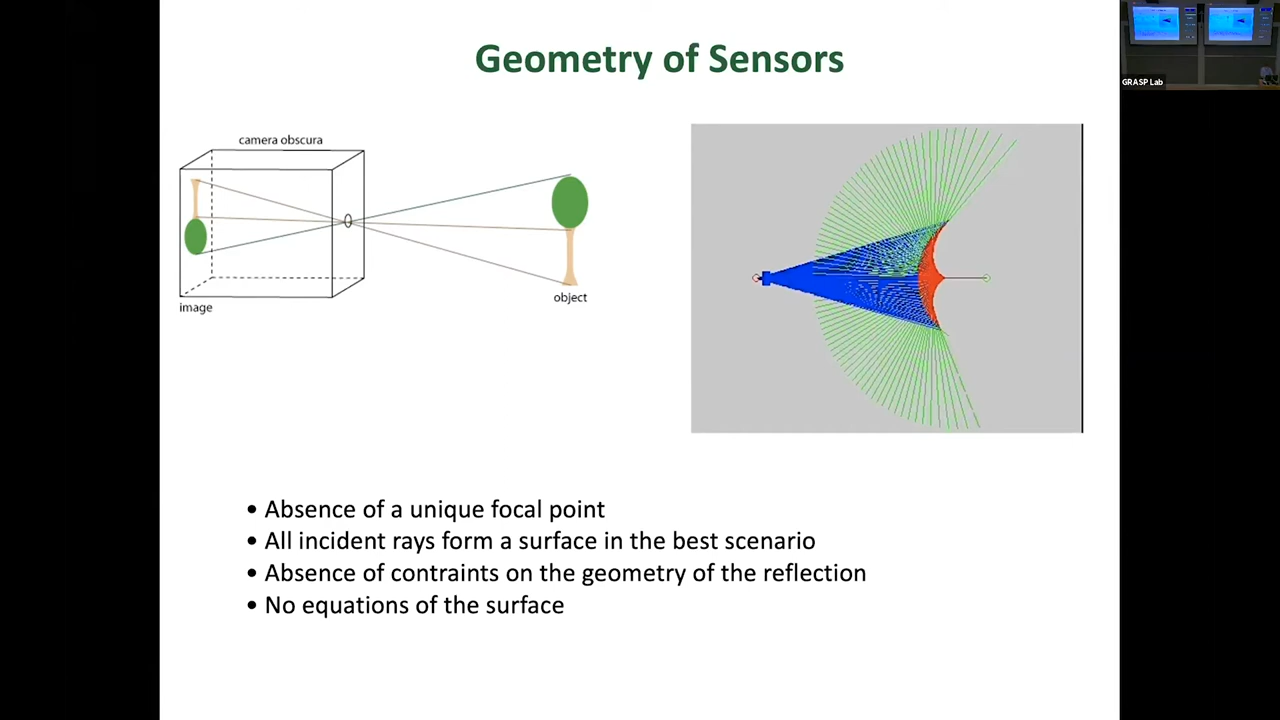 Geometry of Sensors
GRASP Lab
camera obscura
image
object
• Absence of a unique focal point
• All incident rays form a surface in the best scenario
• Absence of contraints on the geometry of the reflection
• No equations of the surface